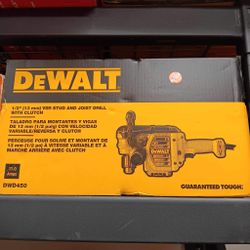 DEWALT
1/2" (13 mm) VSR STUD AND JOIST DRILL
WITH CLUTCH
TALADRO PARA MONTANTES Y VIGAS
DE 13 mm (1/2 pulg) CON VELOCIDAD
VARIABLE/REVERSA Y CLUTCH
PERCEUSE POUR SOLIVE ET MONTANT DE
13 mm (1/2 po) À VITESSE VARIABLE ET À
MARCHE ARRIÈRE AVEC CLUTCH
Amps
DWD450
GUARANTEED TOUGH